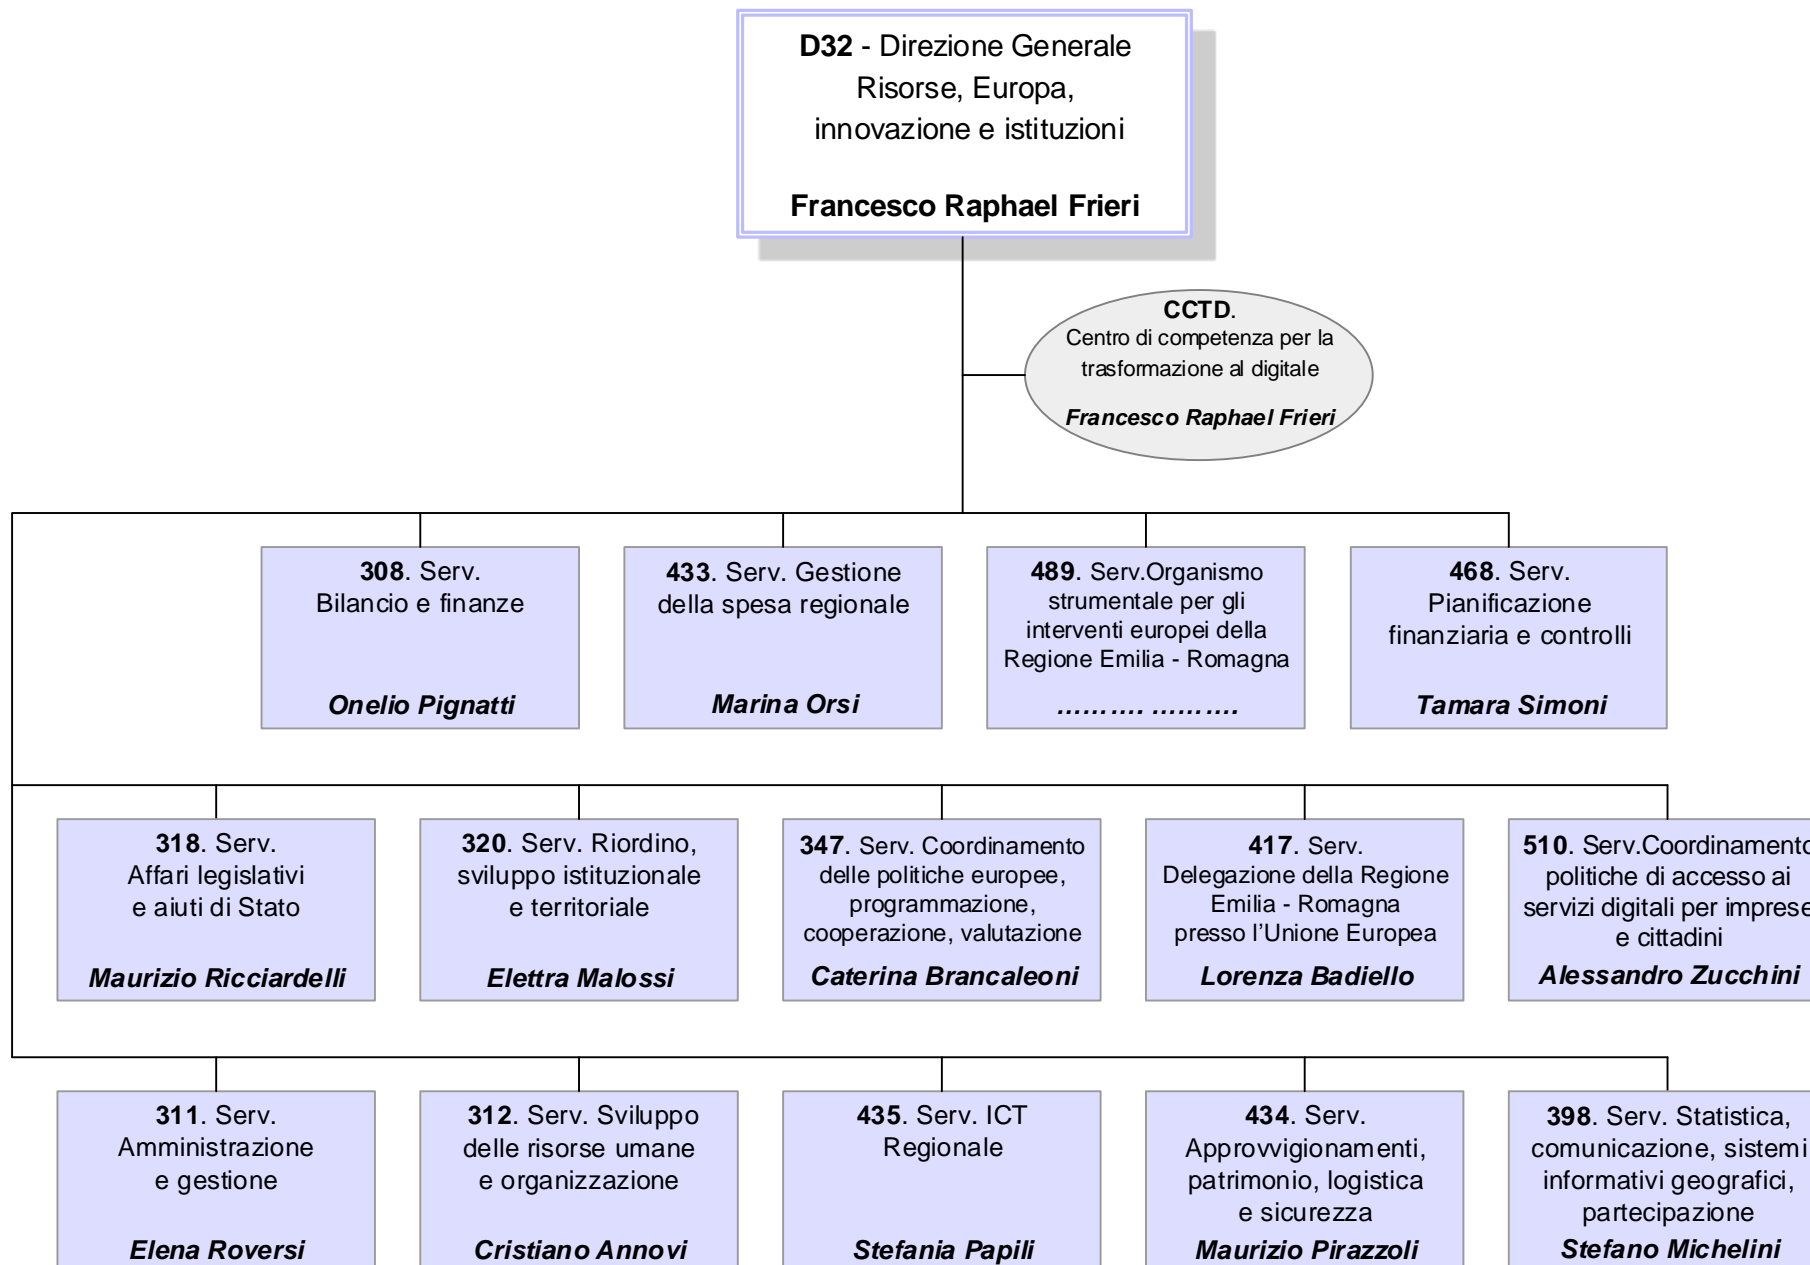 D32 - Direzione Generale
Risorse, Europa,
innovazione e istituzioni
Francesco Raphael Frieri
CCTD.
Centro di competenza per la
trasformazione al digitale
Francesco Raphael Frieri
308. Serv.
Bilancio e finanze
Onelio Pignatti
433. Serv. Gestione
della spesa regionale
Marina Orsi
489. Serv.Organismo
strumentale per gli
interventi europei della
Regione Emilia - Romagna
………. ……….
468. Serv.
Pianificazione
finanziaria e controlli
Tamara Simoni
318. Serv.
Affari legislativi
e aiuti di Stato
Maurizio Ricciardelli
320. Serv. Riordino,
sviluppo istituzionale
e territoriale
Elettra Malossi
347. Serv. Coordinamento
delle politiche europee,
programmazione,
cooperazione, valutazione
Caterina Brancaleoni
417. Serv.
Delegazione della Regione
Emilia - Romagna
presso l’Unione Europea
Lorenza Badiello
510. Serv.Coordinamento
politiche di accesso ai
servizi digitali per imprese
e cittadini
Alessandro Zucchini
311. Serv.
Amministrazione
e gestione
Elena Roversi
312. Serv. Sviluppo
delle risorse umane
e organizzazione
Cristiano Annovi
435. Serv. ICT
Regionale
Stefania Papili
434. Serv.
Approvvigionamenti,
patrimonio, logistica
e sicurezza
Maurizio Pirazzoli
398. Serv. Statistica,
comunicazione, sistemi
informativi geografici,
partecipazione
Stefano Michelini